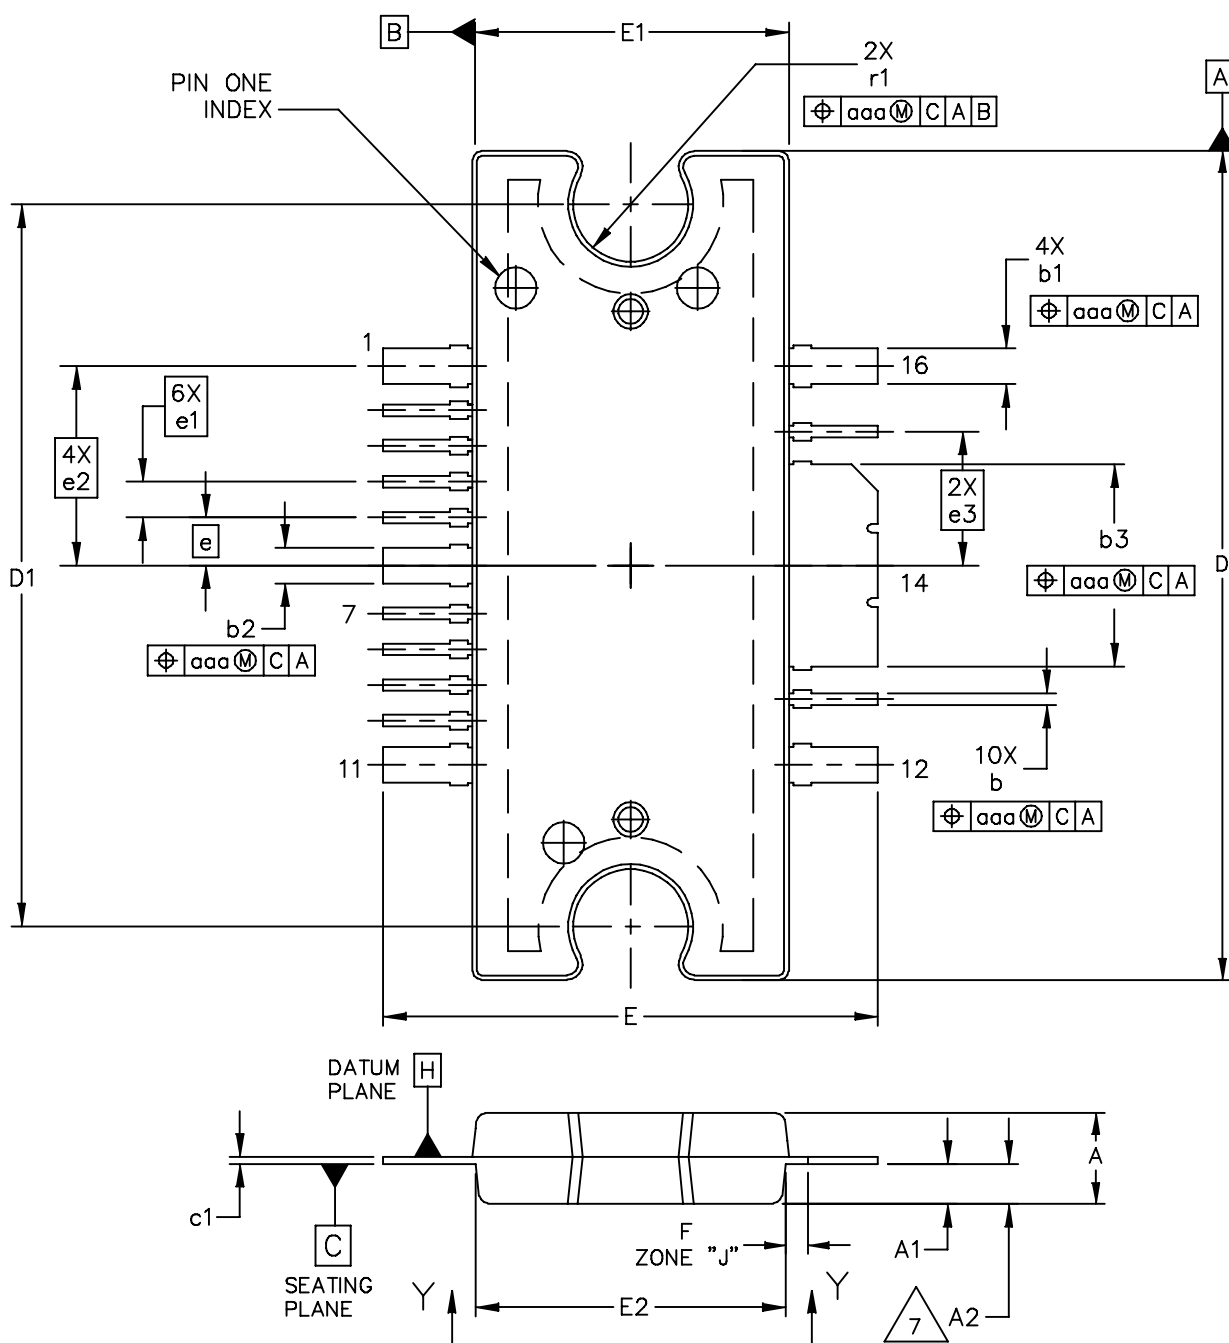 B
E1
2X
r1
⌖ aaa Ⓜ C A B
A
PIN ONE
INDEX
4X
b1
⌖ aaa Ⓜ C A
1
16
6X
e1
4X
e2
2X
e3
e
b3
D1
14
D
⌖ aaa Ⓜ C A
7
b2
⌖ aaa Ⓜ C A
11
12
10X
b
⌖ aaa Ⓜ C A
E
DATUM
PLANE
H
A
c1
C
F
ZONE "J"
A1
SEATING
PLANE
Y
E2
Y
7
A2